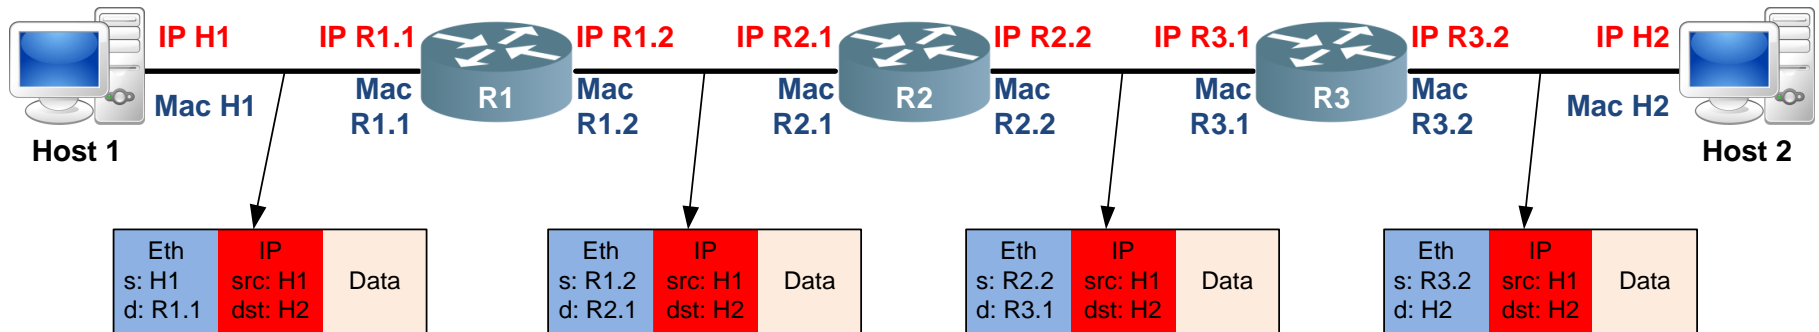 IP H1
IP R1.1
IP R1.2
IP R2.1
IP R2.2
IP R3.1
IP R3.2
IP H2
Mac H1
Mac
R1.1
R1
Mac
R1.2
Mac
R2.1
R2
Mac
R2.2
Mac
R3.1
R3
Mac
R3.2
Mac H2
Host 1
Host 2
Eth
s: H1
d: R1.1
IP
src: H1
dst: H2
Data
Eth
s: R1.2
d: R2.1
IP
src: H1
dst: H2
Data
Eth
s: R2.2
d: R3.1
IP
src: H1
dst: H2
Data
Eth
s: R3.2
d: H2
IP
src: H1
dst: H2
Data